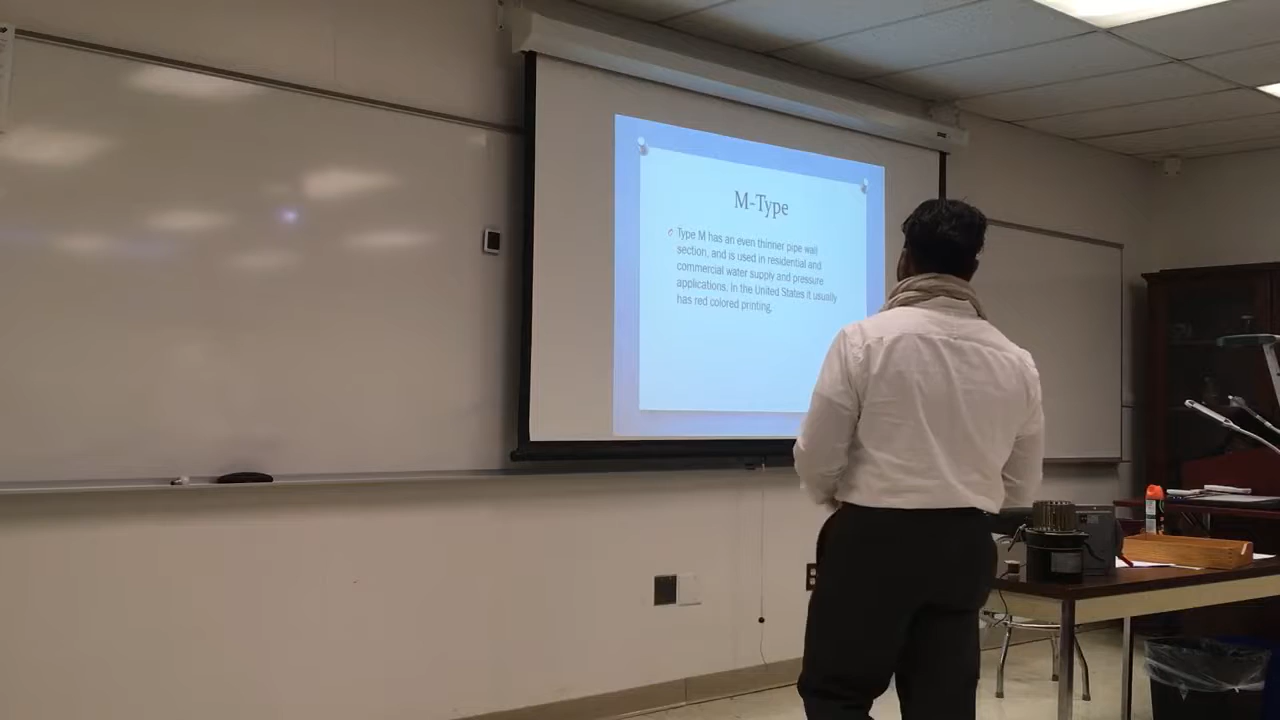 M-Type
Type M has an even thinner pipe wall
section, and is used in residential and
commercial water supply and pressure
applications. In the United States it usually
has red colored printing.